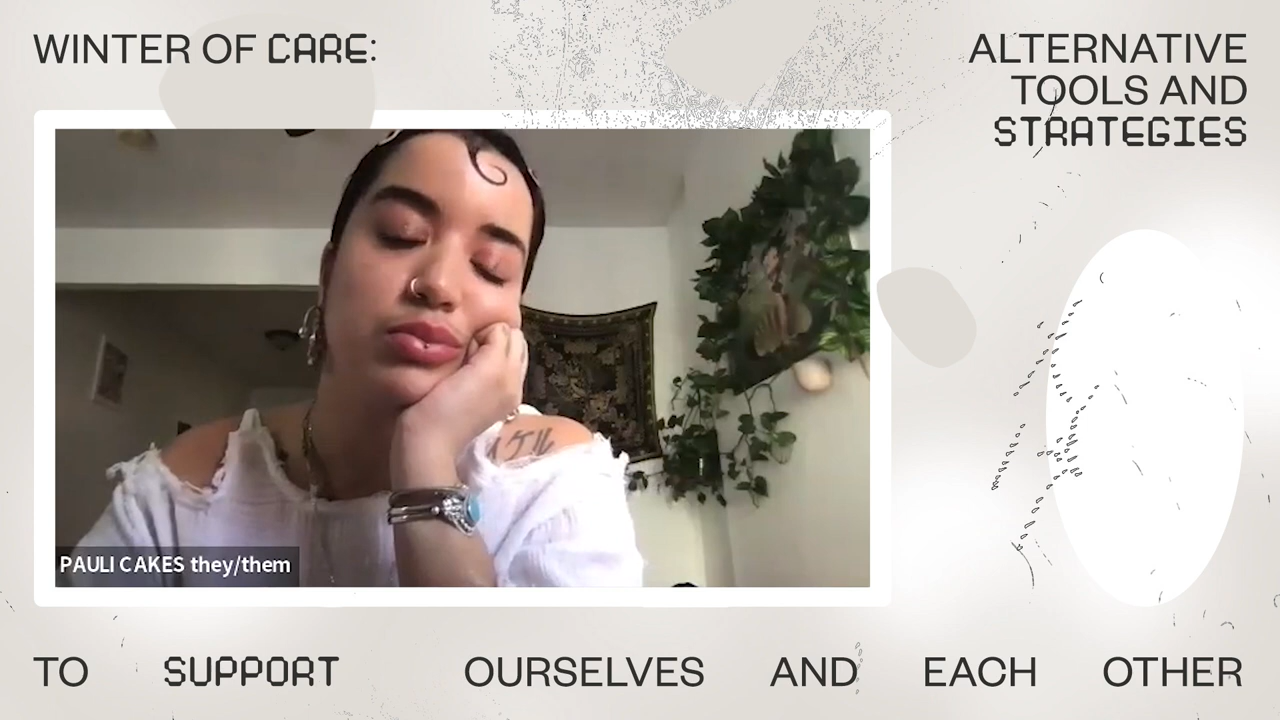 WINTER OF CARE:
ALTERNATIVE
TOOLS AND
STRATEGIES
PAULI CAKES they/them
TO SUPPORT OURSELVES AND EACH OTHER